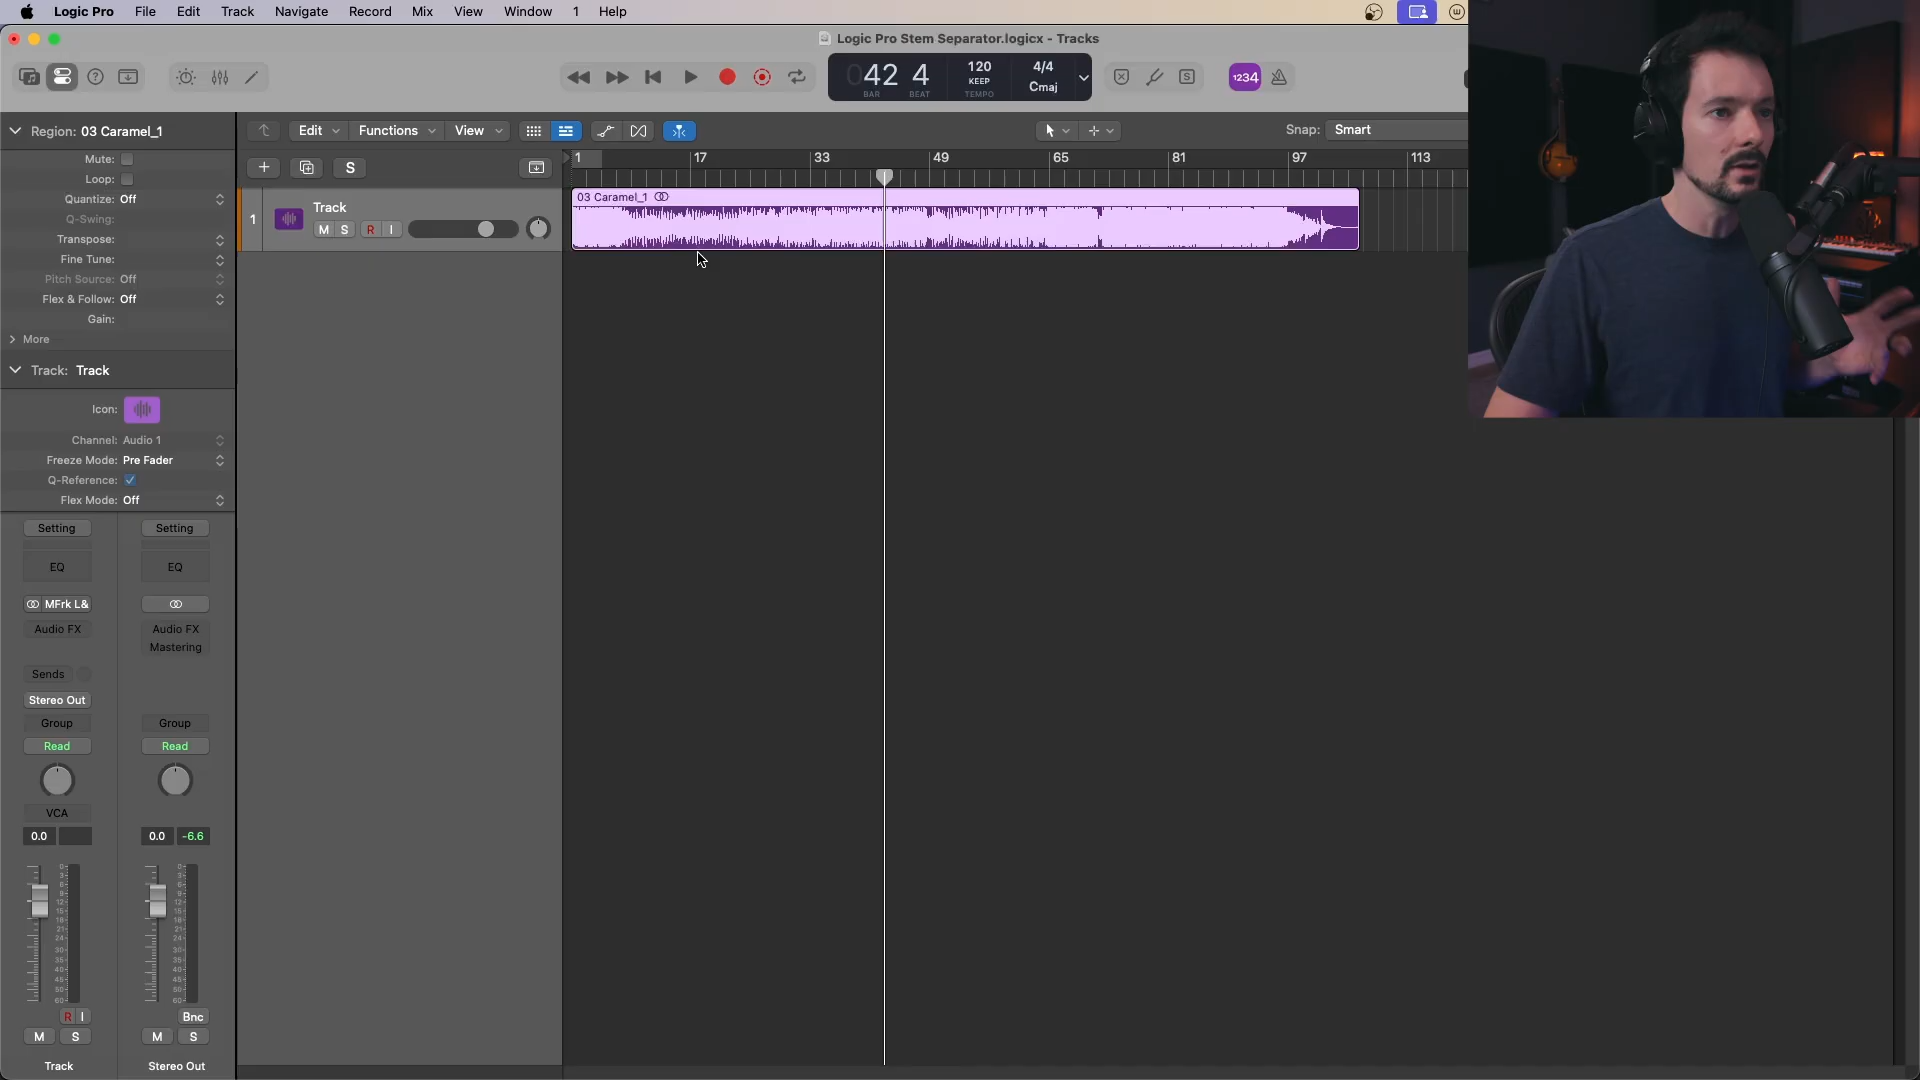 Logic Pro File Edit Track Navigate Record Mix View Window 1 Help
Logic Pro Stem Separator.logicx - Tracks
42 4
BAR BEAT
120
KEEP
TEMPO
4/4
Cmaj
1234
Region: 03 Caramel_1
Edit Functions View
Snap: Smart
Mute:
Loop:
Quantize: Off
Q-Swing:
Transpose:
Fine Tune:
Pitch Source: Off
Flex & Follow: Off
Gain:
More
S
1 17 33 49 65 81 97 113
03 Caramel_1
1
Track
M S R I
Track: Track
Icon:
Channel: Audio 1
Freeze Mode: Pre Fader
Q-Reference:
Flex Mode: Off
Setting Setting
EQ EQ
MFrk L&
Audio FX Audio FX
Mastering
Sends
Stereo Out
Group Group
Read Read
VCA
0.0 0.0 -6.6
R I Bnc
M S M S
Track Stereo Out